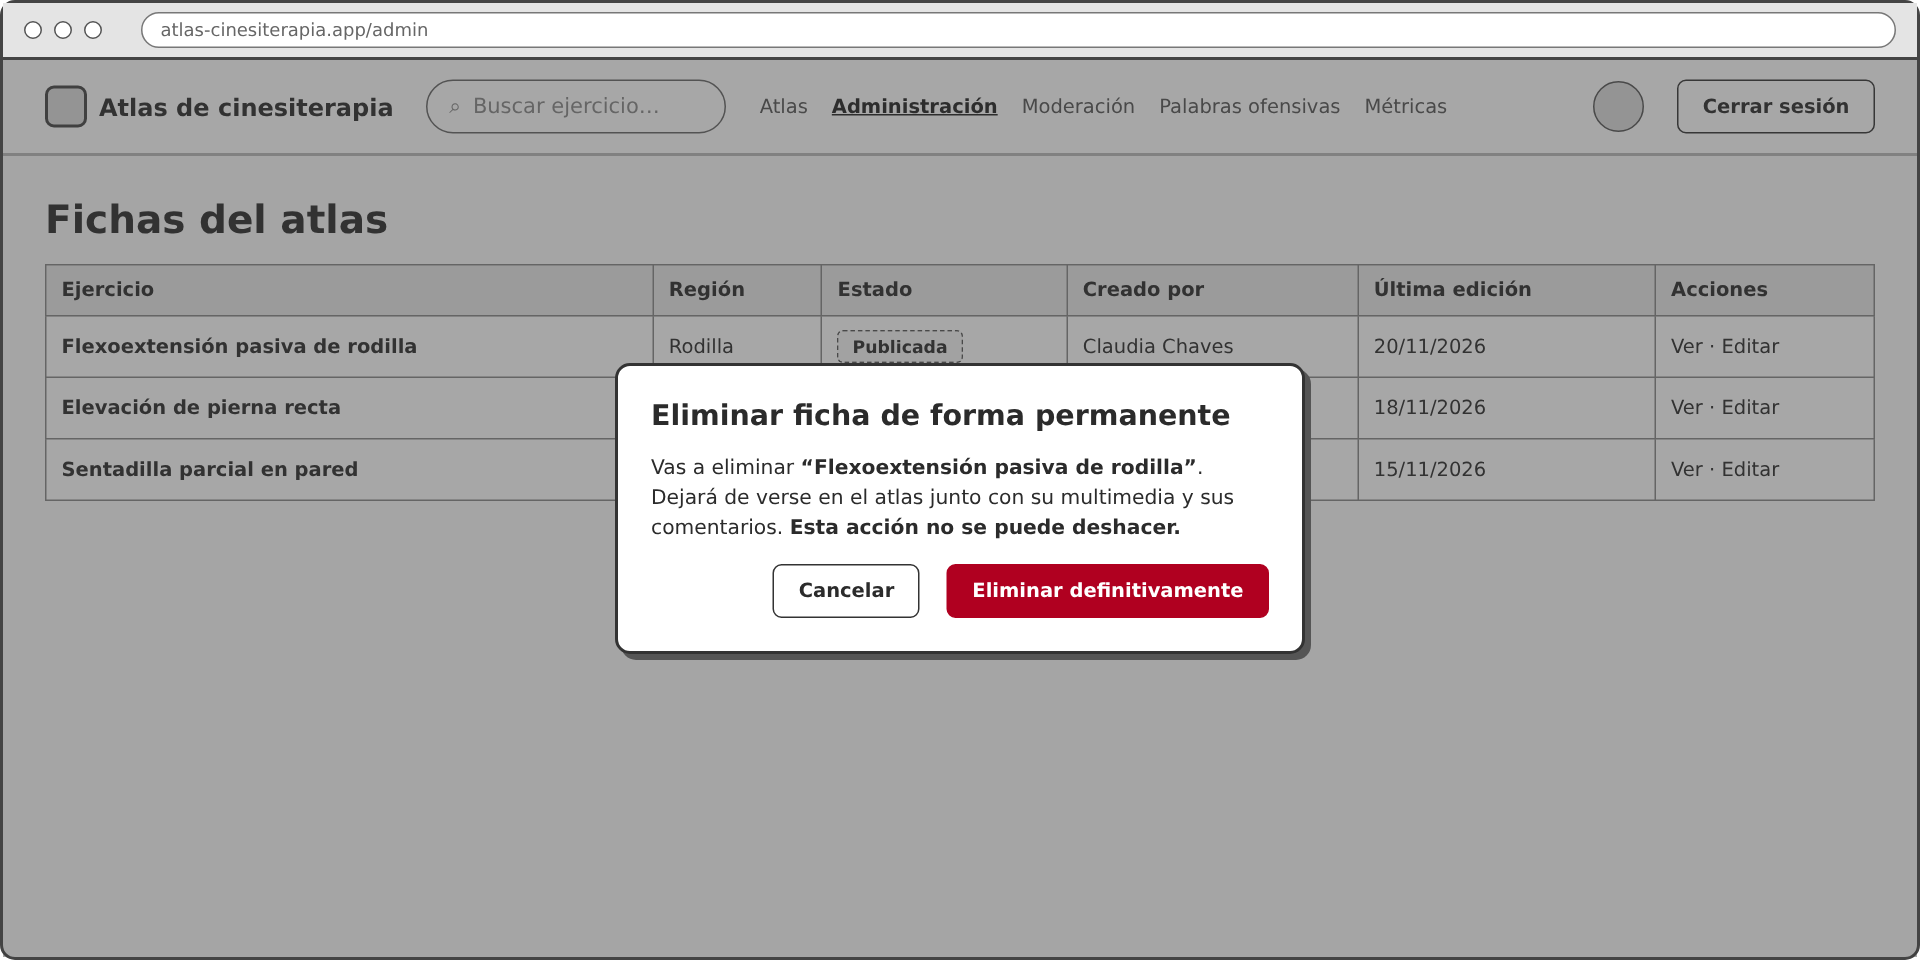 atlas-cinesiterapia.app/admin
Atlas de cinesiterapia
Buscar ejercicio...
Atlas
Administración
Moderación
Palabras ofensivas
Métricas
Cerrar sesión
Fichas del atlas
Ejercicio Región Estado Creado por Última edición Acciones
Flexoextensión pasiva de rodilla Rodilla Publicada Claudia Chaves 20/11/2026 Ver · Editar
Elevación de pierna recta 18/11/2026 Ver · Editar
Sentadilla parcial en pared 15/11/2026 Ver · Editar
Eliminar ficha de forma permanente
Vas a eliminar “Flexoextensión pasiva de rodilla”.
Dejará de verse en el atlas junto con su multimedia y sus
comentarios. Esta acción no se puede deshacer.
Cancelar
Eliminar definitivamente